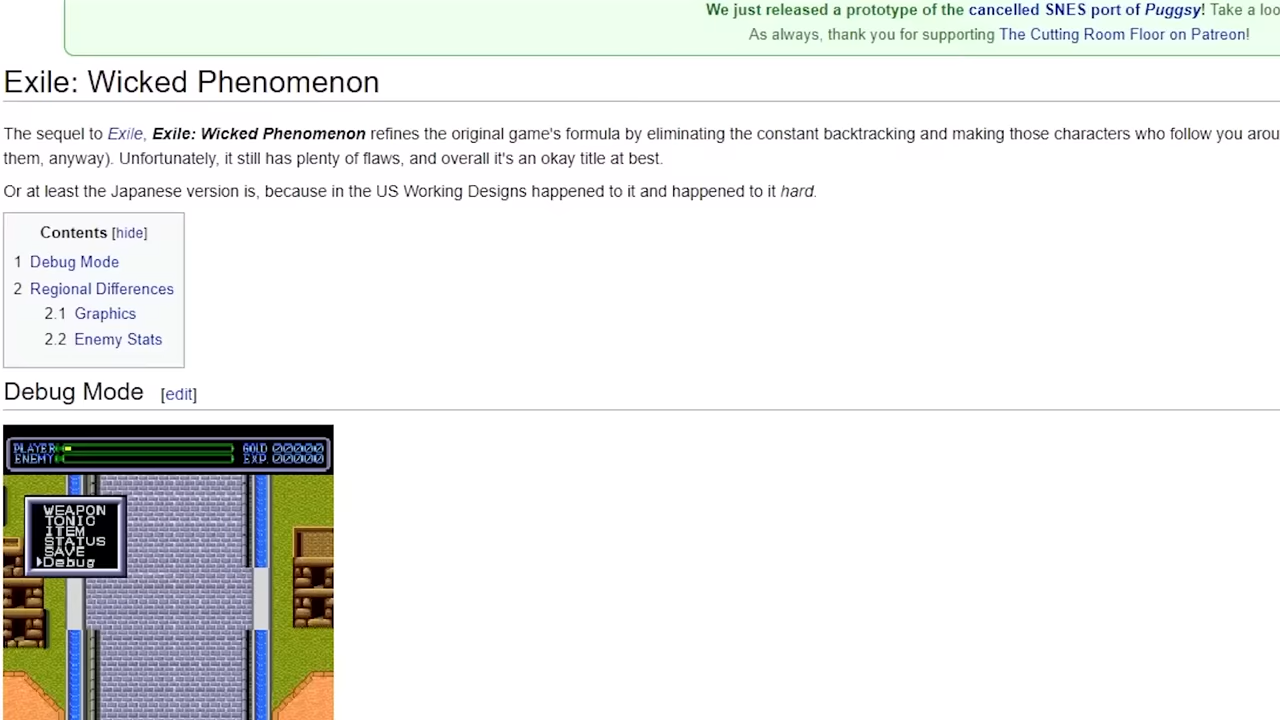 We just released a prototype of the cancelled SNES port of Puggsy! Take a loo
As always, thank you for supporting The Cutting Room Floor on Patreon!
Exile: Wicked Phenomenon
The sequel to Exile, Exile: Wicked Phenomenon refines the original game's formula by eliminating the constant backtracking and making those characters who follow you arou
them, anyway). Unfortunately, it still has plenty of flaws, and overall it's an okay title at best.
Or at least the Japanese version is, because in the US Working Designs happened to it and happened to it hard.
Contents [hide]
1 Debug Mode
2 Regional Differences
2.1 Graphics
2.2 Enemy Stats
Debug Mode [edit]
PLAYER GOLD 00000
ENEMY EXP. 00000
WEAPON
TONIC
ITEM
STATUS
SAVE
Debug